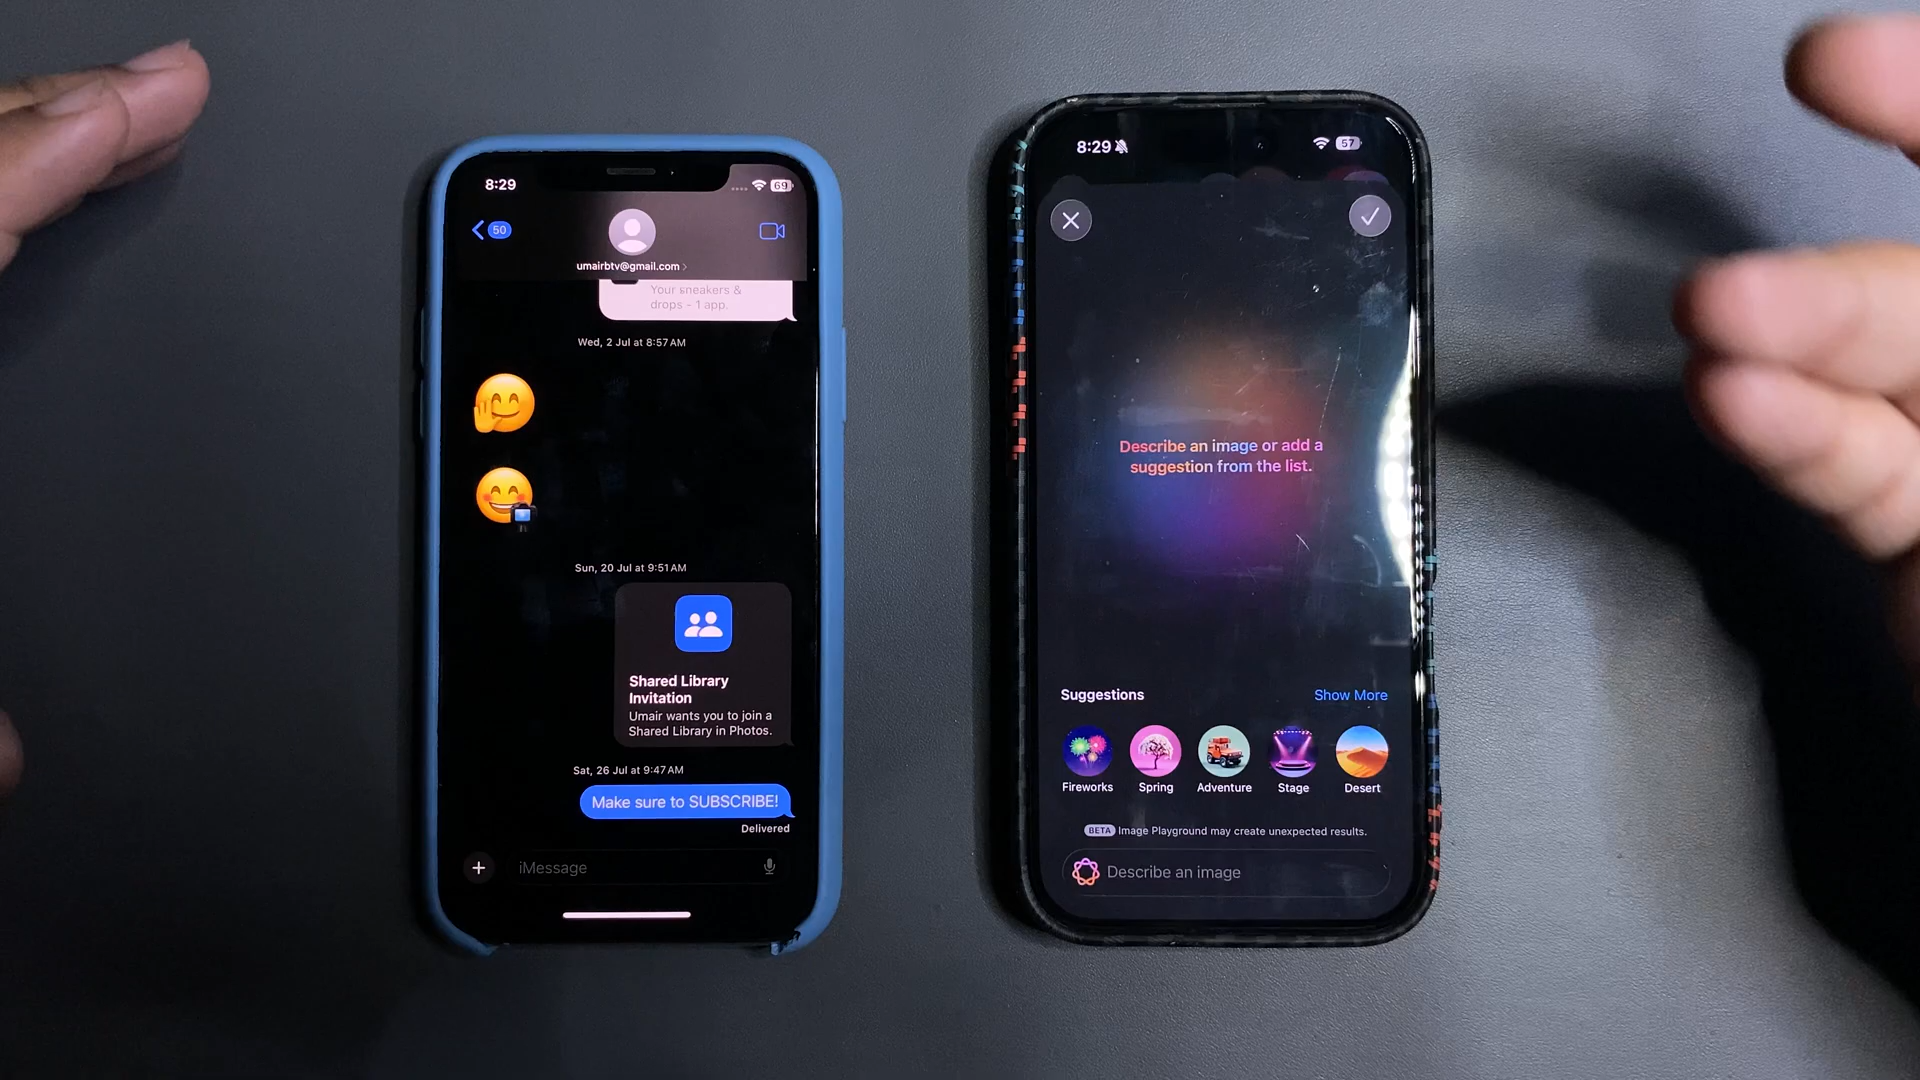 8:29
69
50
umairbtv@gmail.com
Your sneakers &
drops - 1 app.
Wed, 2 Jul at 8:57 AM
Sun, 20 Jul at 9:51 AM
Shared Library
Invitation
Umair wants you to join a
Shared Library in Photos.
Sat, 26 Jul at 9:47 AM
Make sure to SUBSCRIBE!
Delivered
iMessage
8:29
57
Describe an image or add a
suggestion from the list.
Suggestions
Show More
Fireworks
Spring
Adventure
Stage
Desert
BETA Image Playground may create unexpected results.
Describe an image